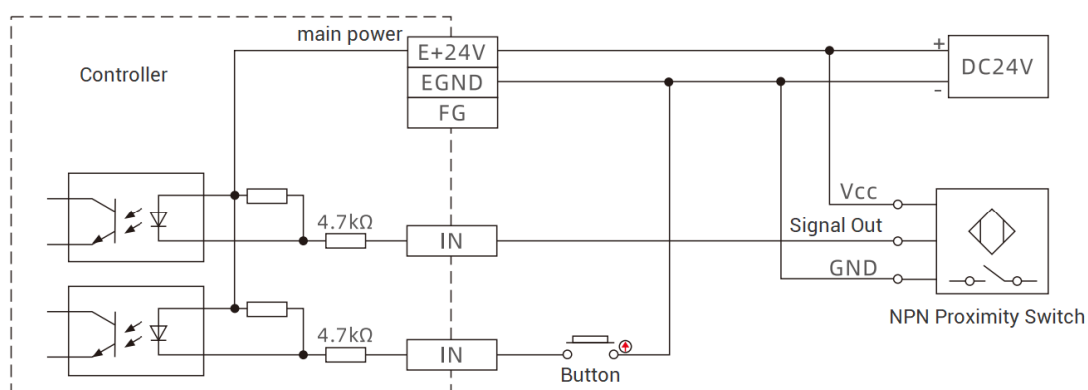 main power
E+24V
Controller
EGND
DC24V
FG
+
-
Vcc
4.7kΩ
Signal Out
IN
GND
NPN Proximity Switch
4.7kΩ
IN
Button